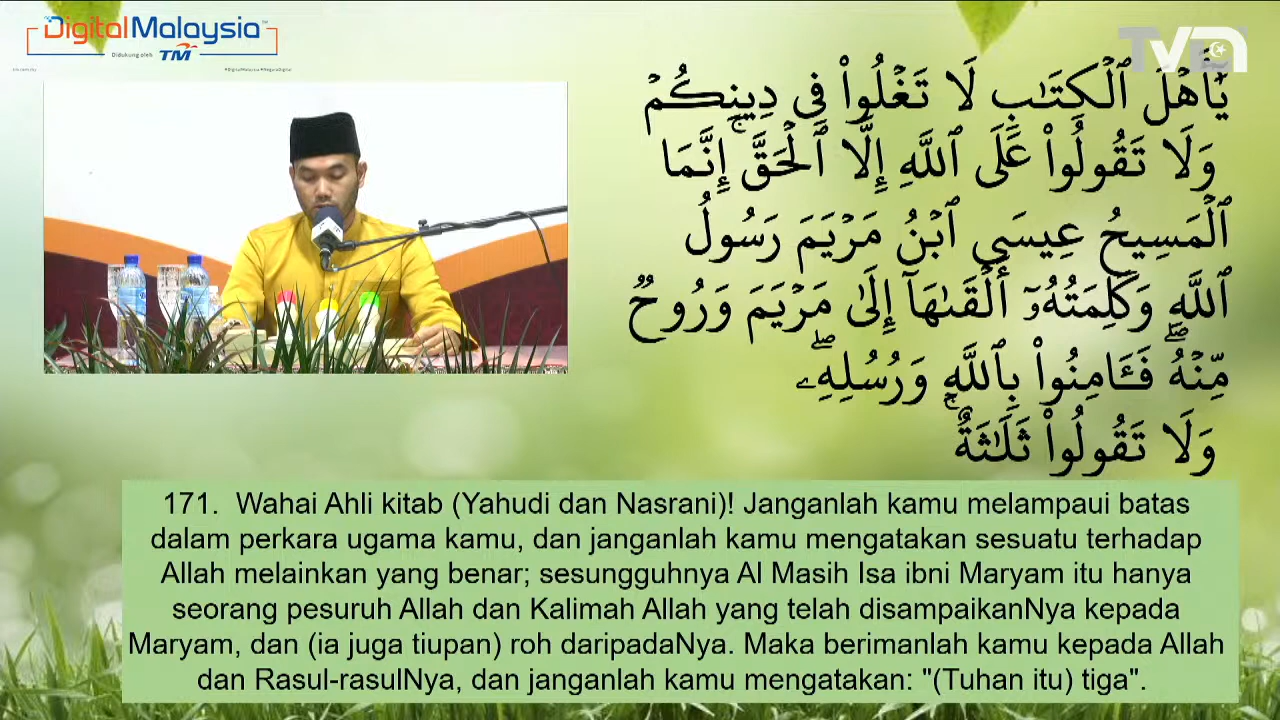 DigitalMalaysia
Didukung oleh TM
#DigitalMalaysia #NegaraDigital
TV
يَٰٓأَهۡلَ ٱلۡكِتَٰبِ لَا تَغۡلُواْ فِي دِينِكُمۡ
وَلَا تَقُولُواْ عَلَى ٱللَّهِ إِلَّا ٱلۡحَقَّۚ إِنَّمَا
ٱلۡمَسِيحُ عِيسَى ٱبۡنُ مَرۡيَمَ رَسُولُ
ٱللَّهِ وَكَلِمَتُهُۥٓ أَلۡقَىٰهَآ إِلَىٰ مَرۡيَمَ وَرُوحٞ
مِّنۡهُۖ فَـَٔامِنُواْ بِٱللَّهِ وَرُسُلِهِۦۖ
وَلَا تَقُولُواْ ثَلَٰثَةٌۚ
171. Wahai Ahli kitab (Yahudi dan Nasrani)! Janganlah kamu melampaui batas
dalam perkara ugama kamu, dan janganlah kamu mengatakan sesuatu terhadap
Allah melainkan yang benar; sesungguhnya Al Masih Isa ibni Maryam itu hanya
seorang pesuruh Allah dan Kalimah Allah yang telah disampaikanNya kepada
Maryam, dan (ia juga tiupan) roh daripadaNya. Maka berimanlah kamu kepada Allah
dan Rasul-rasulNya, dan janganlah kamu mengatakan: "(Tuhan itu) tiga".